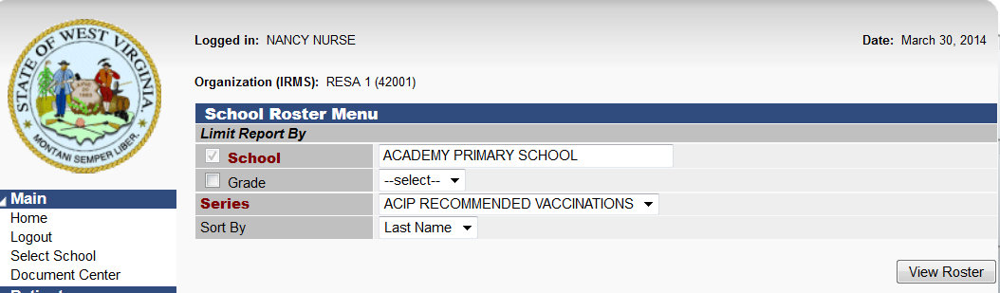 STATE OF WEST VIRGINIA.
MONTANI SEMPER LIBER.
Logged in: NANCY NURSE
Date: March 30, 2014
Organization (IRMS): RESA 1 (42001)
School Roster Menu
Limit Report By
School ACADEMY PRIMARY SCHOOL
Grade --select--
Series ACIP RECOMMENDED VACCINATIONS
Sort By Last Name
View Roster
Main
Home
Logout
Select School
Document Center